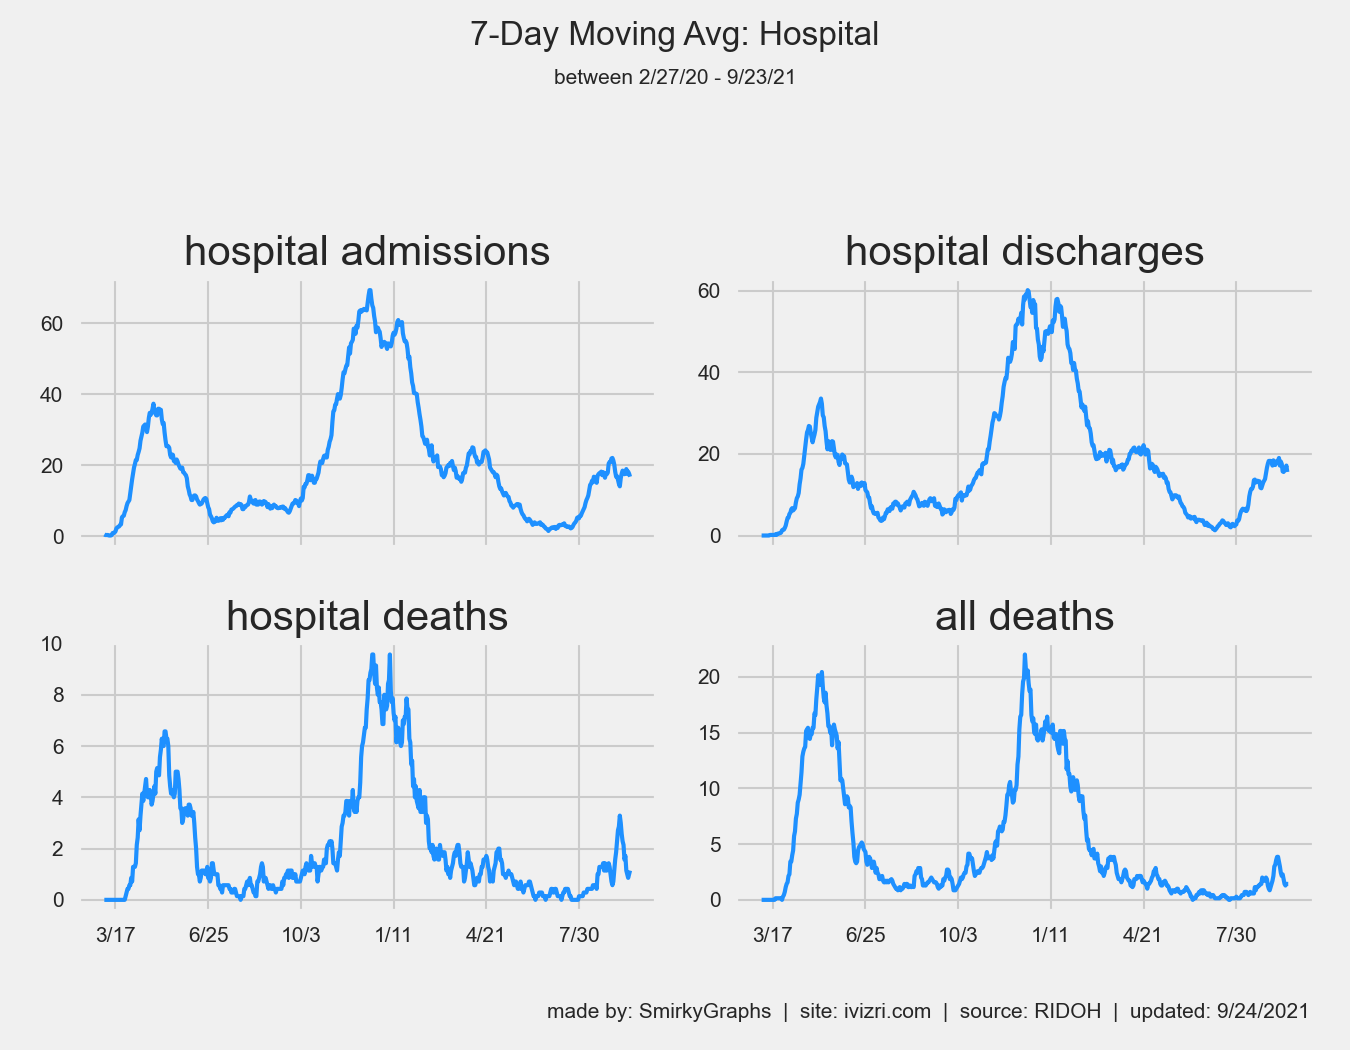 7-Day Moving Avg: Hospital
between 2/27/20 - 9/23/21
hospital admissions
60
40
20
0
hospital discharges
60
40
20
0
hospital deaths
10
8
6
4
2
0
3/17 6/25 10/3 1/11 4/21 7/30
all deaths
20
15
10
5
0
3/17 6/25 10/3 1/11 4/21 7/30
made by: SmirkyGraphs | site: ivizri.com | source: RIDOH | updated: 9/24/2021